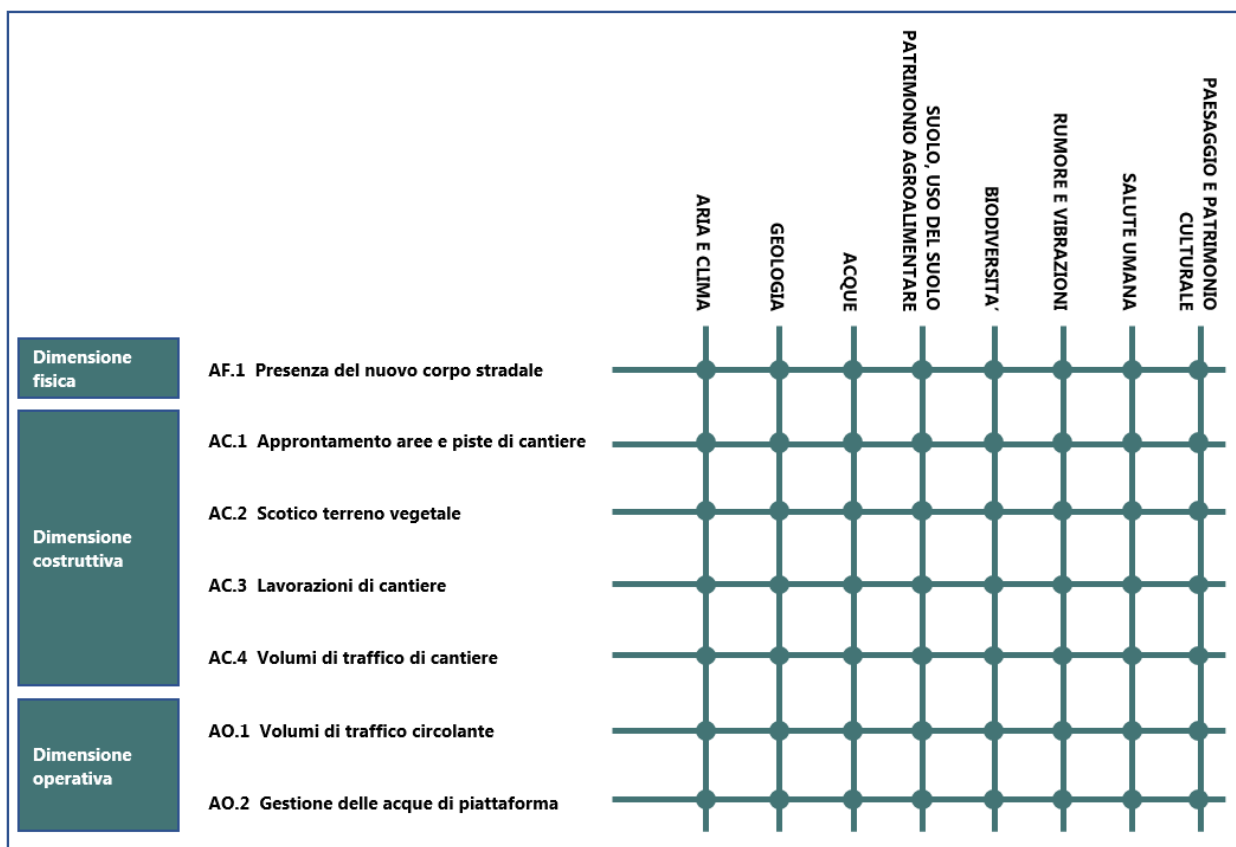 ARIA E CLIMA
GEOLOGIA
ACQUE
SUOLO, USO DEL SUOLO
PATRIMONIO AGROALIMENTARE
BIODIVERSITA’
RUMORE E VIBRAZIONI
SALUTE UMANA
PAESAGGIO E PATRIMONIO
CULTURALE
Dimensione
fisica
AF.1 Presenza del nuovo corpo stradale
Dimensione
costruttiva
AC.1 Approntamento aree e piste di cantiere
AC.2 Scotico terreno vegetale
AC.3 Lavorazioni di cantiere
AC.4 Volumi di traffico di cantiere
Dimensione
operativa
AO.1 Volumi di traffico circolante
AO.2 Gestione delle acque di piattaforma